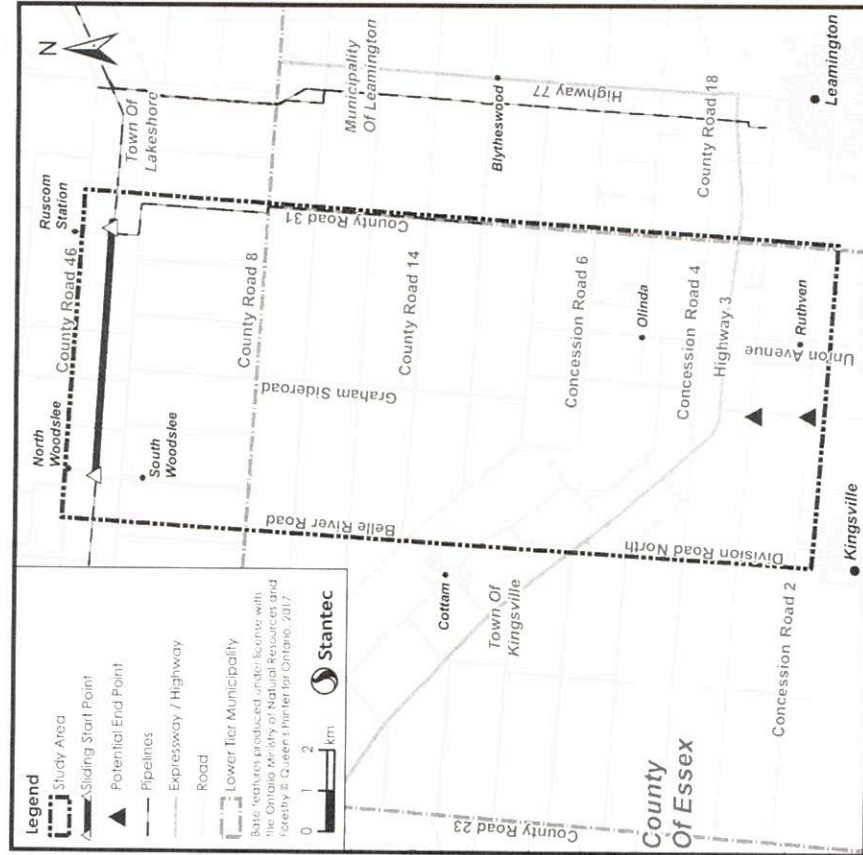 N
Ruscom
Station
Town Of
Lakeshore
North
Woodslee
County Road 46
South
Woodslee
County Road 8
County Road 31
Municipality
Of Leamington
Graham Sideroad
County Road 14
Belle River Road
Blytheswood
Highway 77
County Road 18
Leamington
Concession Road 6
Olinda
Concession Road 4
Highway 3
Ruthven
Union Avenue
Cottam
Town Of
Kingsville
Division Road North
Kingsville
Concession Road 2
County
Of Essex
County Road 23
Legend
Study Area
Sliding Start Point
Potential End Point
Pipelines
Expressway / Highway
Road
Lower Tier Municipality
Base features produced under license with
the Ontario Ministry of Natural Resources and
Forestry © Queen's Printer for Ontario, 2017
0 1 2
km
Stantec